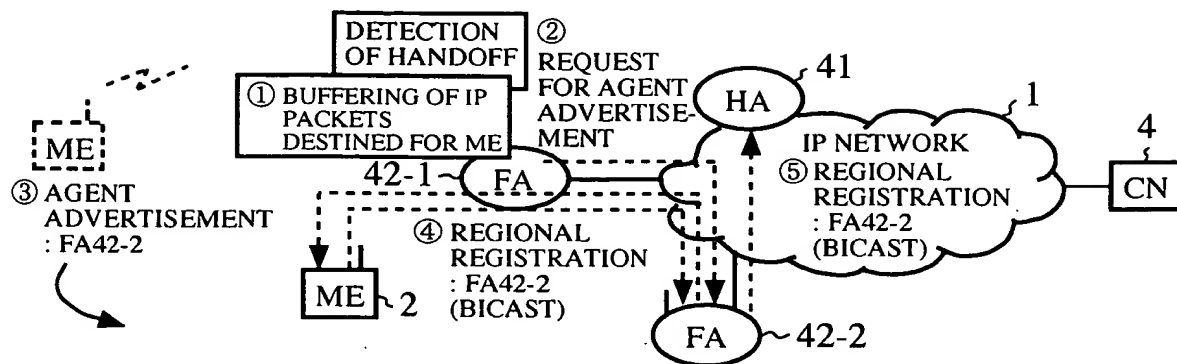 DETECTION
OF HANDOFF
① BUFFERING OF IP
PACKETS
DESTINED FOR ME
②
REQUEST
FOR AGENT
ADVERTISE-
MENT
41
HA
1
IP NETWORK
⑤ REGIONAL
REGISTRATION
: FA42-2
(BICAST)
4
CN
ME
③ AGENT
ADVERTISEMENT
: FA42-2
42-1
FA
④ REGIONAL
REGISTRATION
: FA42-2
(BICAST)
ME
2
FA
42-2